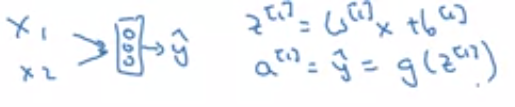 x₁
x₂
ŷ
z^[1] = W^[1] x + b^[1]
a^[1] = ŷ = g(z^[1])